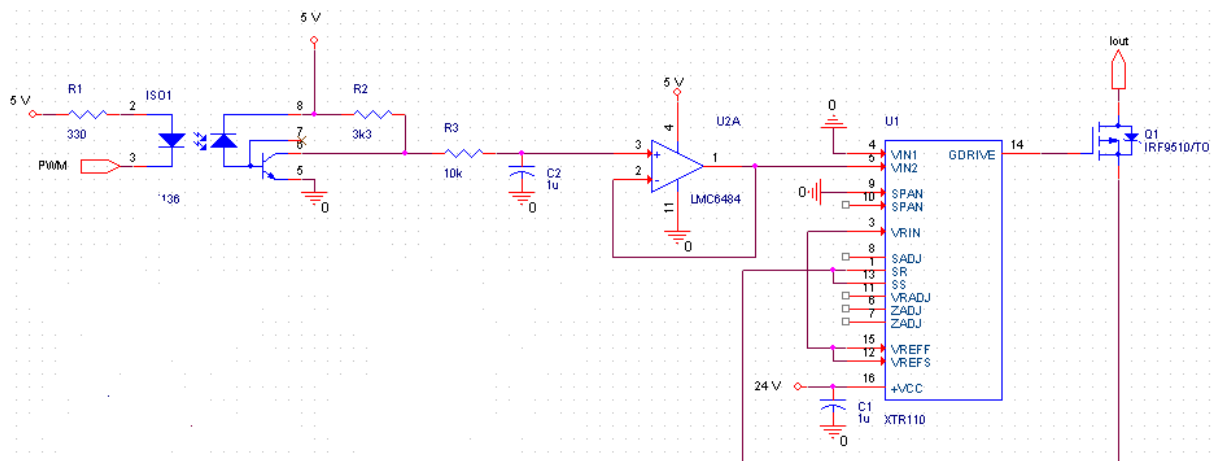 5 V
R1
330
5 V
PWM
ISO1
2
3
136
8
7
6
5
0
R2
3k3
R3
10k
C2
1u
0
5 V
U2A
3
+
2
-
4
11
1
LMC6484
0
0
U1
4 VIN1
5 VIN2
9 SPAN
10 SPAN
0
3 VRIN
8 SADJ
1 SR
13 SS
11 VRADJ
6 ZADJ
7 ZADJ
15 VREFF
12 VREFS
16 +VCC
GDRIVE 14
XTR110
24 V
C1
1u
0
Iout
Q1
IRF9510/TO